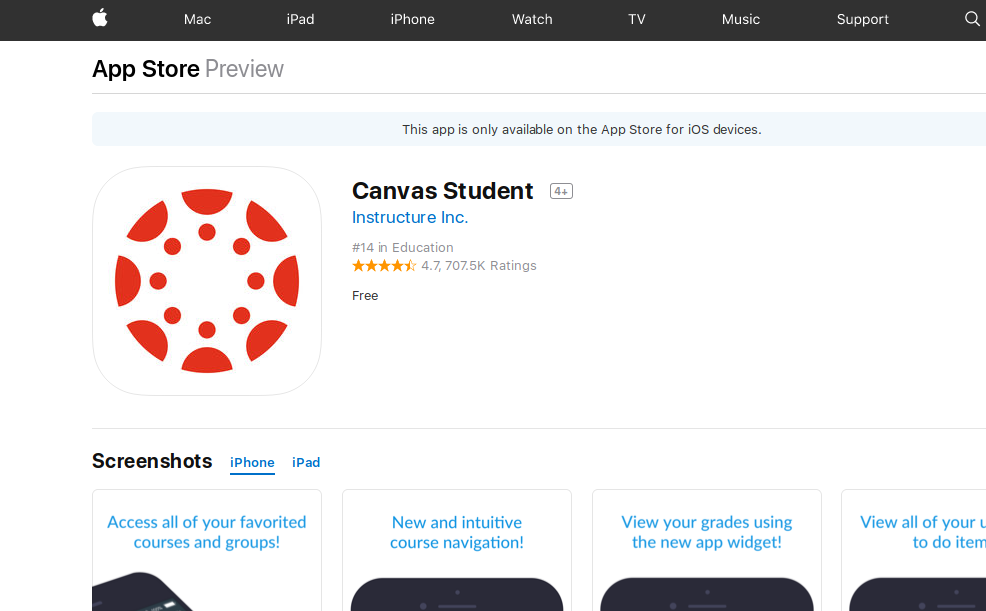 Mac iPad iPhone Watch TV Music Support
App Store Preview
This app is only available on the App Store for iOS devices.
Canvas Student 4+
Instructure Inc.
#14 in Education
4.7, 707.5K Ratings
Free
Screenshots iPhone iPad
Access all of your favorited
courses and groups!
New and intuitive
course navigation!
View your grades using
the new app widget!
View all of your
to do